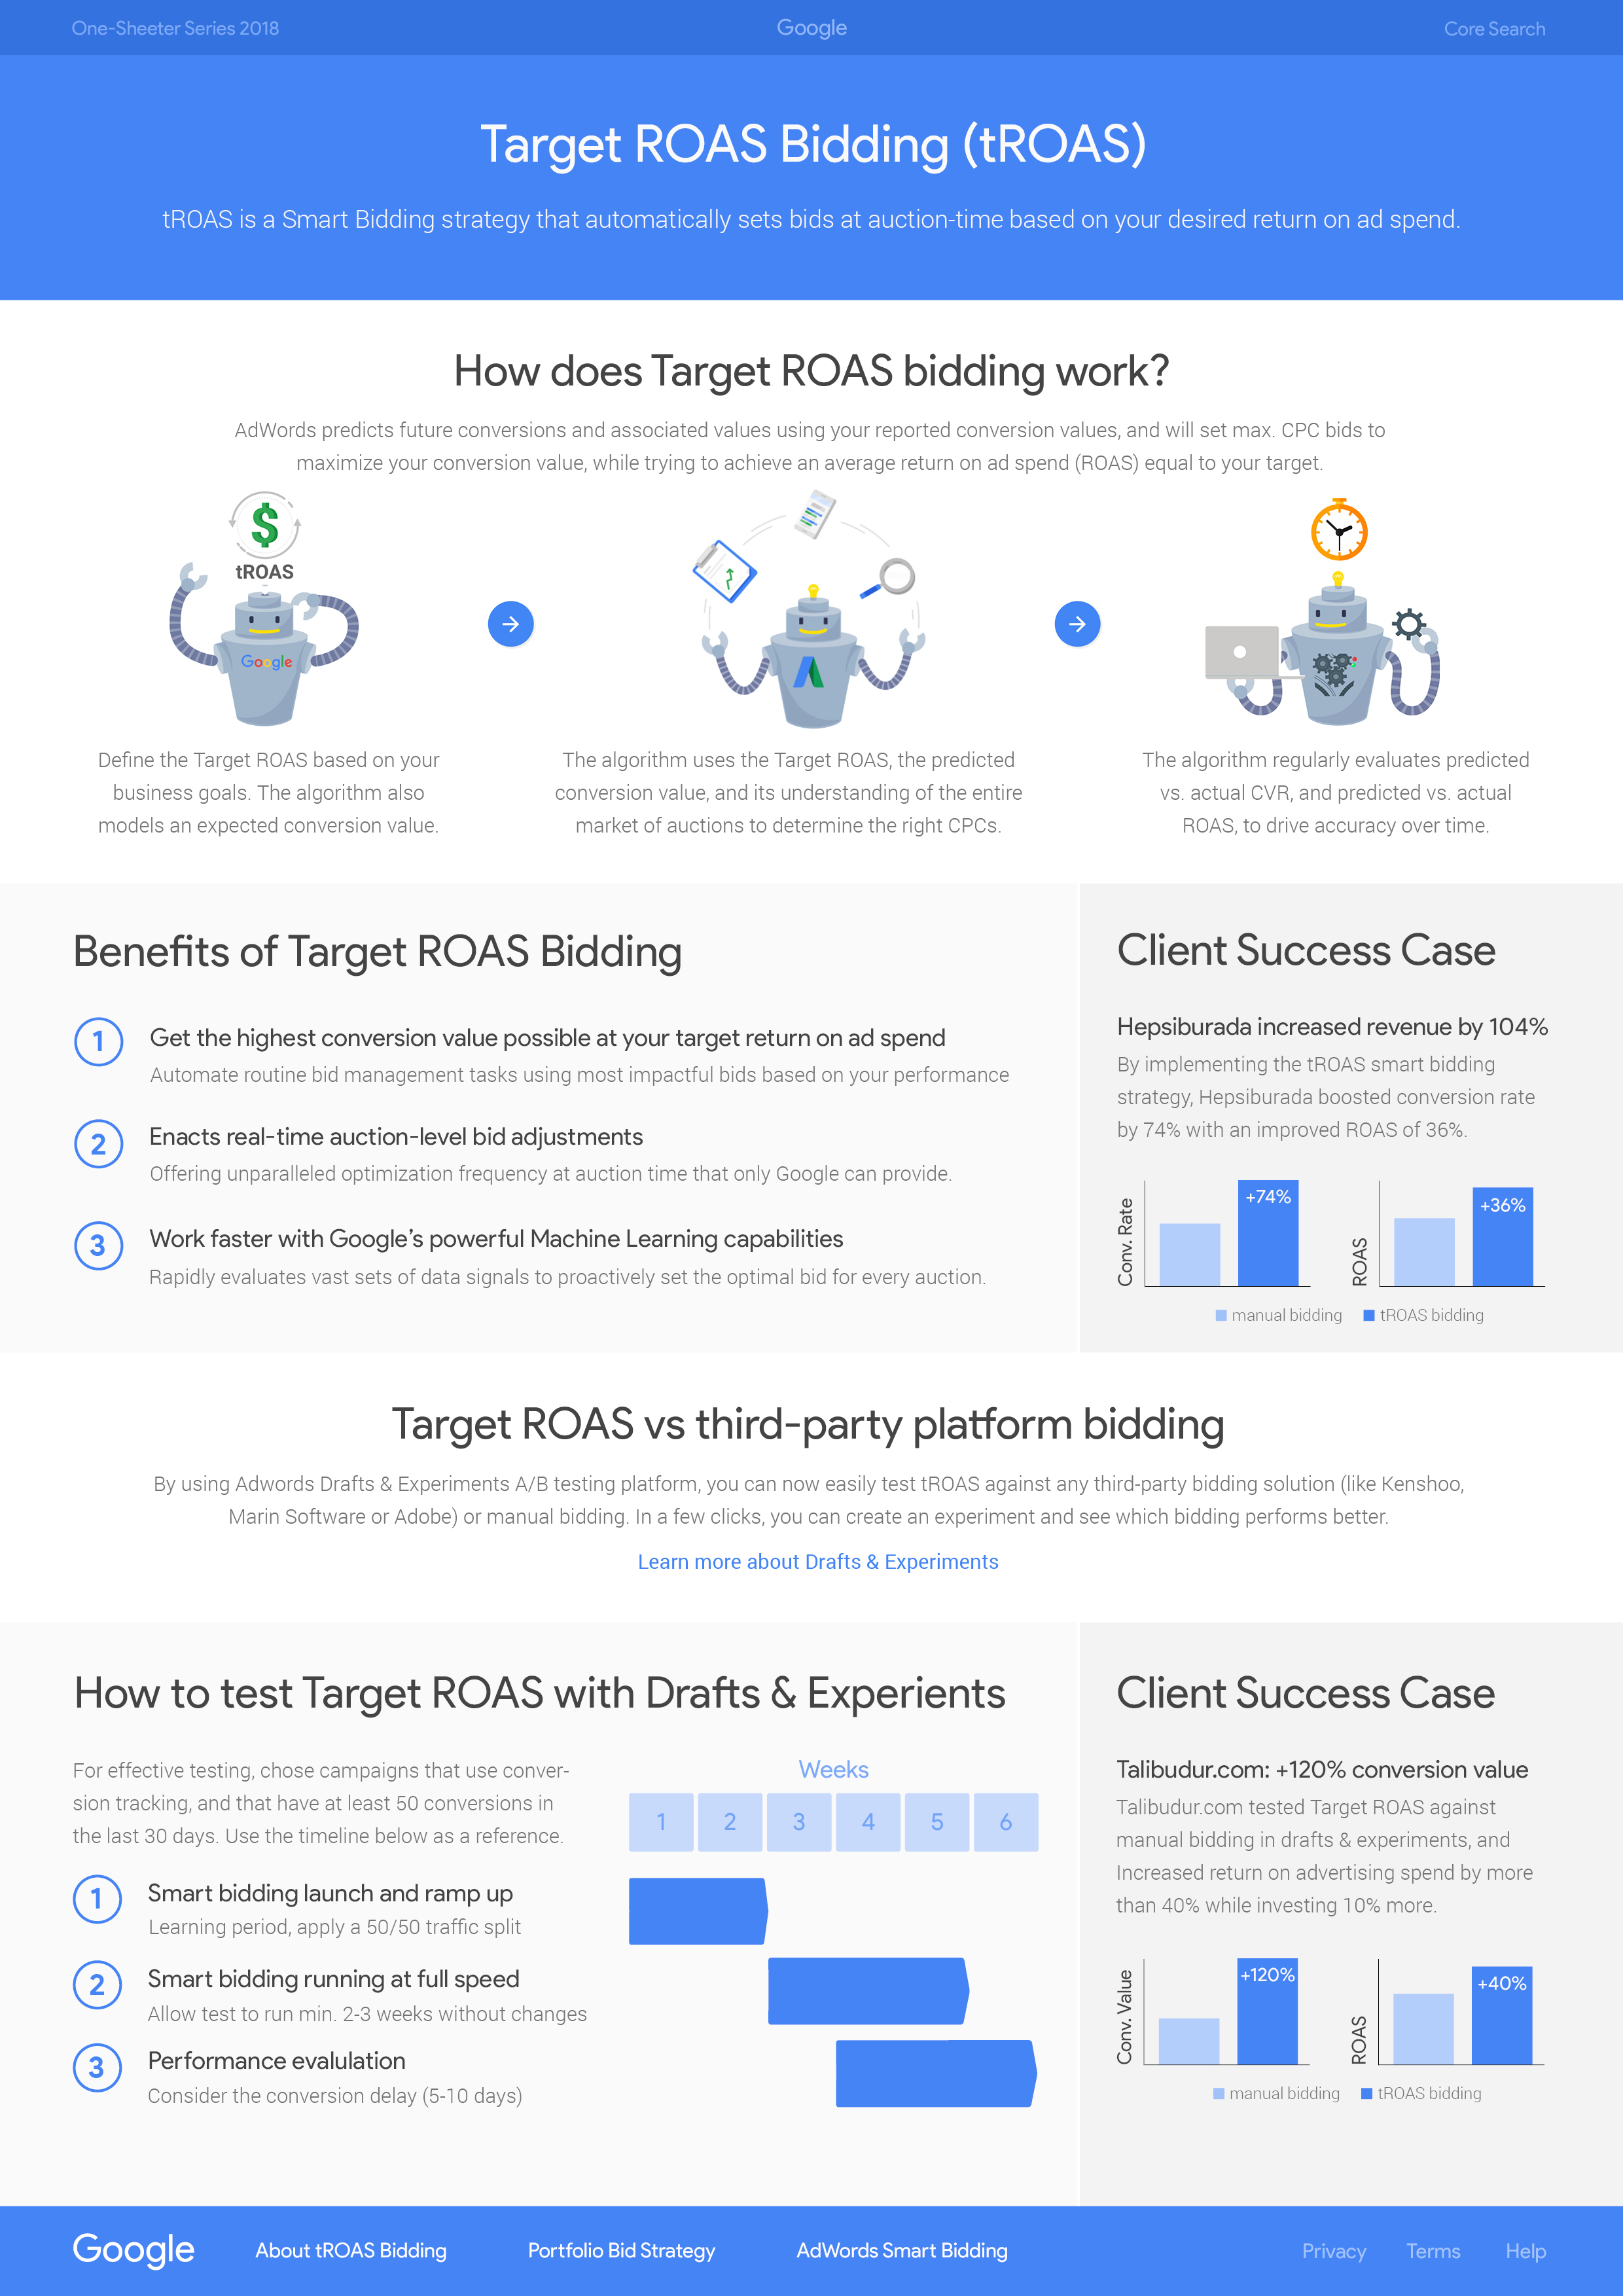 One-Sheeter Series 2018
Google
Core Search
Target ROAS Bidding (tROAS)
tROAS is a Smart Bidding strategy that automatically sets bids at auction-time based on your desired return on ad spend.
How does Target ROAS bidding work?
AdWords predicts future conversions and associated values using your reported conversion values, and will set max. CPC bids to
maximize your conversion value, while trying to achieve an average return on ad spend (ROAS) equal to your target.
$
tROAS
Google
Define the Target ROAS based on your
business goals. The algorithm also
models an expected conversion value.
The algorithm uses the Target ROAS, the predicted
conversion value, and its understanding of the entire
market of auctions to determine the right CPCs.
The algorithm regularly evaluates predicted
vs. actual CVR, and predicted vs. actual
ROAS, to drive accuracy over time.
Benefits of Target ROAS Bidding
1
Get the highest conversion value possible at your target return on ad spend
Automate routine bid management tasks using most impactful bids based on your performance
2
Enacts real-time auction-level bid adjustments
Offering unparalleled optimization frequency at auction time that only Google can provide.
3
Work faster with Google’s powerful Machine Learning capabilities
Rapidly evaluates vast sets of data signals to proactively set the optimal bid for every auction.
Client Success Case
Hepsiburada increased revenue by 104%
By implementing the tROAS smart bidding
strategy, Hepsiburada boosted conversion rate
by 74% with an improved ROAS of 36%.
Conv. Rate
+74%
ROAS
+36%
manual bidding
tROAS bidding
Target ROAS vs third-party platform bidding
By using Adwords Drafts & Experiments A/B testing platform, you can now easily test tROAS against any third-party bidding solution (like Kenshoo,
Marin Software or Adobe) or manual bidding. In a few clicks, you can create an experiment and see which bidding performs better.
Learn more about Drafts & Experiments
How to test Target ROAS with Drafts & Experients
For effective testing, chose campaigns that use conver-
sion tracking, and that have at least 50 conversions in
the last 30 days. Use the timeline below as a reference.
Weeks
1 2 3 4 5 6
1
Smart bidding launch and ramp up
Learning period, apply a 50/50 traffic split
2
Smart bidding running at full speed
Allow test to run min. 2-3 weeks without changes
3
Performance evalulation
Consider the conversion delay (5-10 days)
Client Success Case
Talibudur.com: +120% conversion value
Talibudur.com tested Target ROAS against
manual bidding in drafts & experiments, and
Increased return on advertising spend by more
than 40% while investing 10% more.
Conv. Value
+120%
ROAS
+40%
manual bidding
tROAS bidding
Google
About tROAS Bidding
Portfolio Bid Strategy
AdWords Smart Bidding
Privacy
Terms
Help